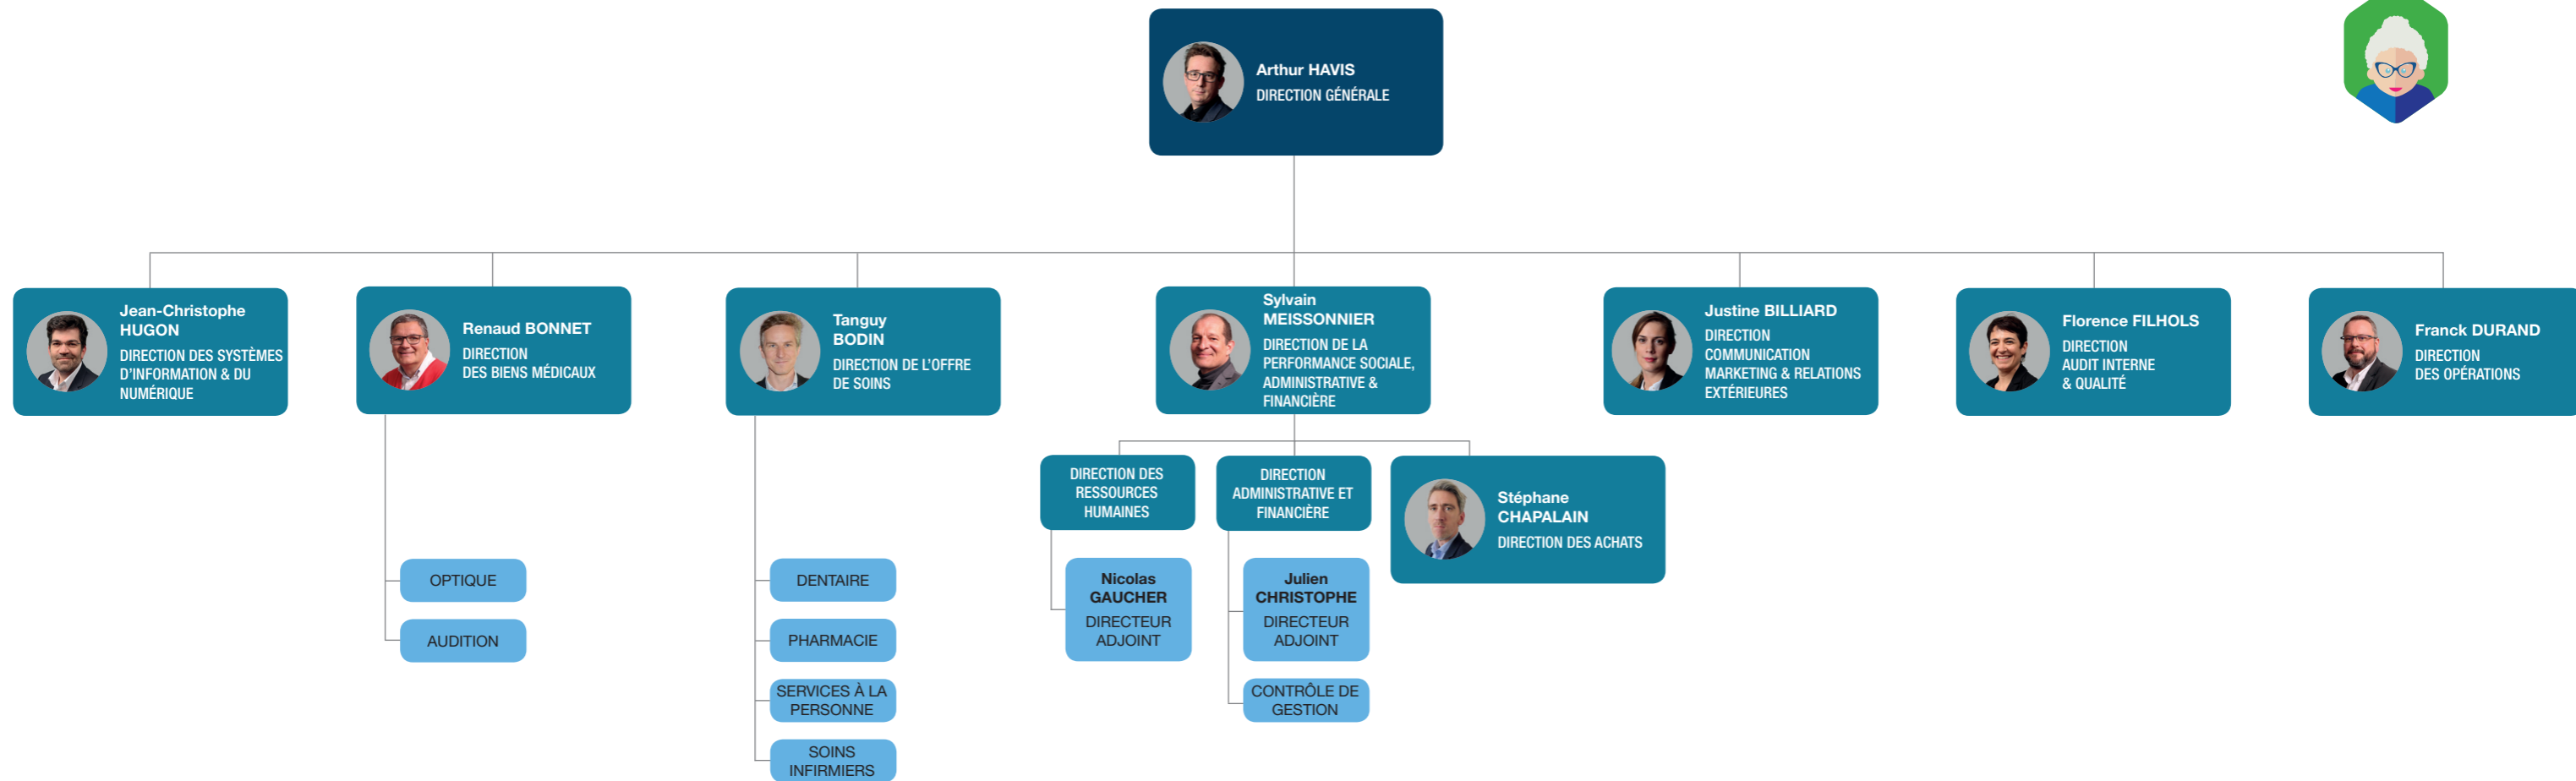 Arthur HAVIS
DIRECTION GÉNÉRALE
Jean-Christophe
HUGON
DIRECTION DES SYSTÈMES
D’INFORMATION & DU
NUMÉRIQUE
Renaud BONNET
DIRECTION
DES BIENS MÉDICAUX
Tanguy
BODIN
DIRECTION DE L’OFFRE
DE SOINS
Sylvain
MEISSONNIER
DIRECTION DE LA
PERFORMANCE SOCIALE,
ADMINISTRATIVE &
FINANCIÈRE
Justine BILLIARD
DIRECTION
COMMUNICATION
MARKETING & RELATIONS
EXTÉRIEURES
Florence FILHOLS
DIRECTION
AUDIT INTERNE
& QUALITÉ
Franck DURAND
DIRECTION
DES OPÉRATIONS
OPTIQUE
AUDITION
DENTAIRE
PHARMACIE
SERVICES À LA
PERSONNE
SOINS
INFIRMIERS
DIRECTION DES
RESSOURCES
HUMAINES
Nicolas
GAUCHER
DIRECTEUR
ADJOINT
DIRECTION
ADMINISTRATIVE ET
FINANCIÈRE
Julien
CHRISTOPHE
DIRECTEUR
ADJOINT
CONTRÔLE DE
GESTION
Stéphane
CHAPALAIN
DIRECTION DES ACHATS